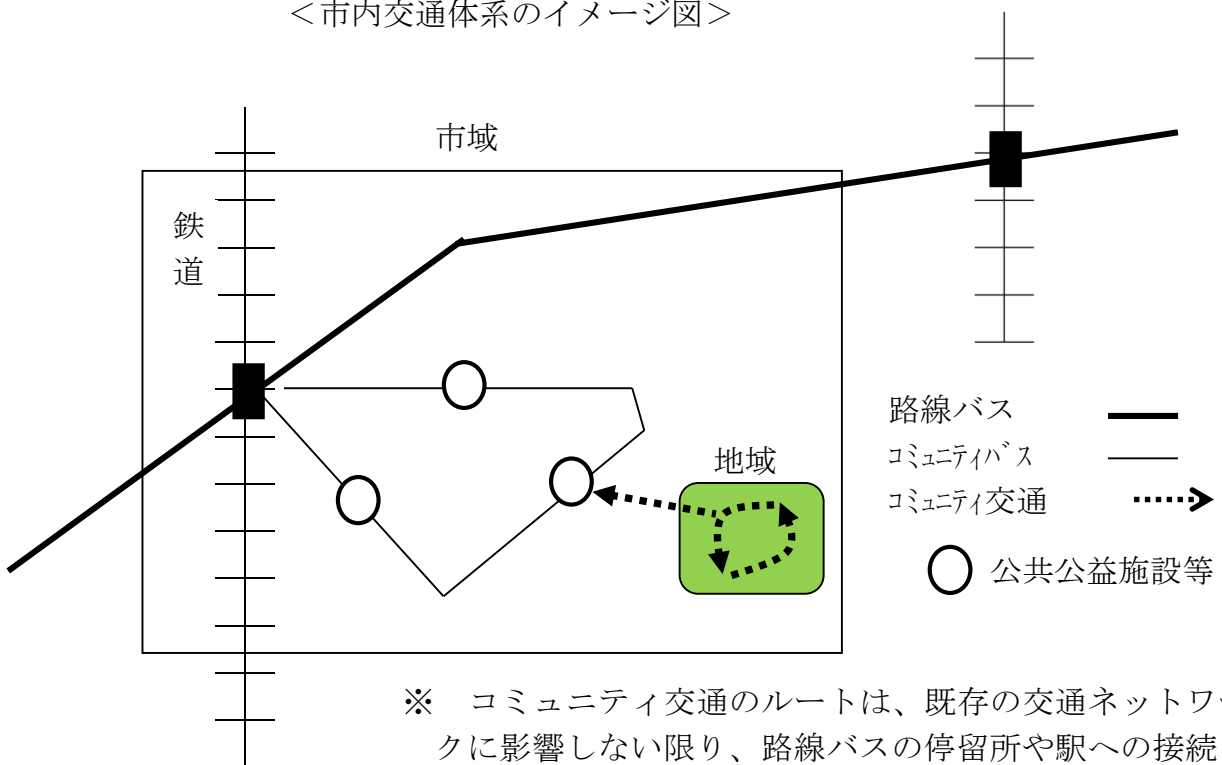 ＜市内交通体系のイメージ図＞
市域
鉄道
地域
路線バス
コミュニティバス
コミュニティ交通
公共公益施設等
※　コミュニティ交通のルートは、既存の交通ネットワー
クに影響しない限り、路線バスの停留所や駅への接続